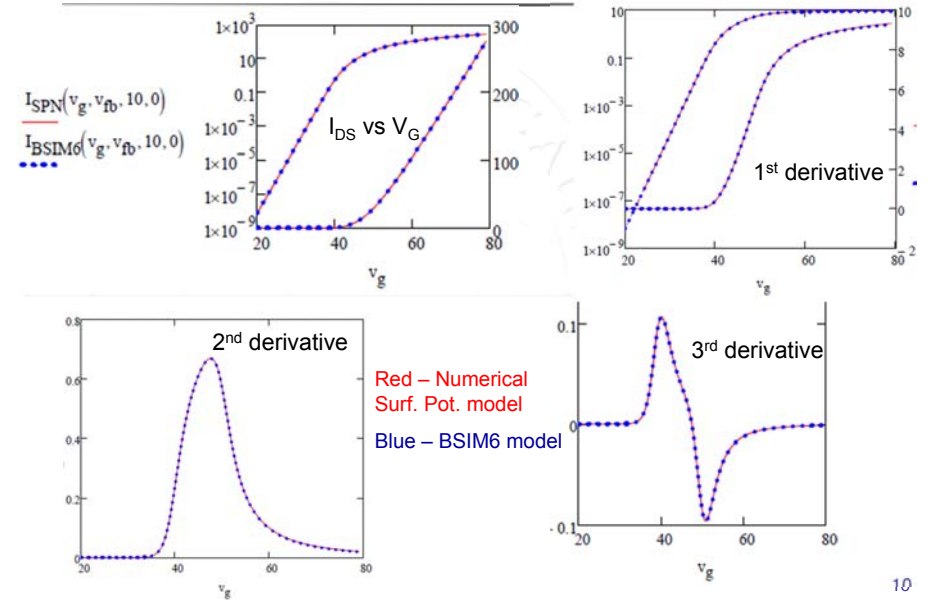 I_SPN(v_g, v_fb, 10, 0)
I_BSIM6(v_g, v_fb, 10, 0)
1×10³
10
0.1
1×10⁻³
1×10⁻⁵
1×10⁻⁷
1×10⁻⁹
300
200
100
0
I_DS vs V_G
20 40 60 80
v_g
10
0.1
1×10⁻³
1×10⁻⁵
1×10⁻⁷
1×10⁻⁹
10
8
6
4
2
0
-2
1st derivative
20 40 60 80
v_g
0.8
0.6
0.4
0.2
0
2nd derivative
20 40 60 80
v_g
Red – Numerical
Surf. Pot. model
Blue – BSIM6 model
0.1
0
-0.1
3rd derivative
20 40 60 80
v_g
10